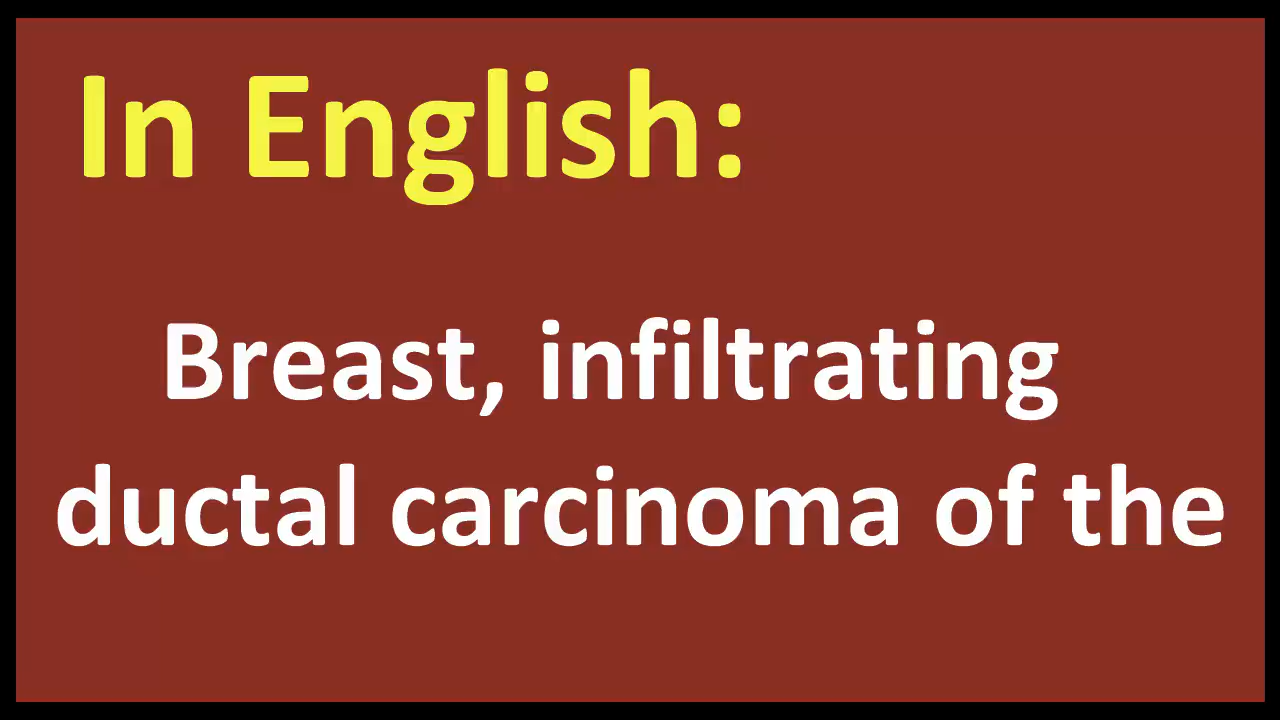 In English:
Breast, infiltrating
ductal carcinoma of the